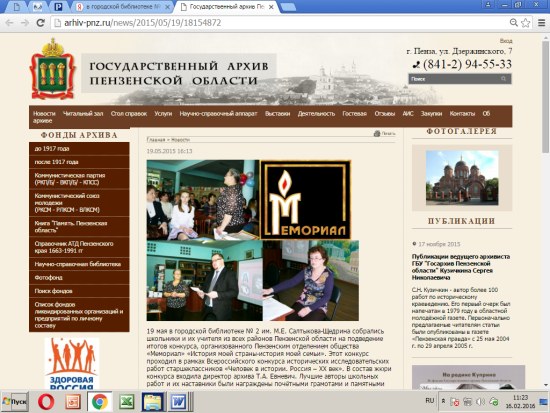 в городской библиотеке №
Государственный архив Пен
arhiv-pnz.ru/news/2015/05/19/18154872
Вход
ГОСУДАРСТВЕННЫЙ АРХИВ
ПЕНЗЕНСКОЙ ОБЛАСТИ
г. Пенза, ул. Дзержинского, 7
(841-2) 94-55-33
Поиск
Новости Читальный зал Стол справок Услуги Научно-справочный аппарат Выставки Деятельность Гостевая Отзывы АИС Закупки Контакты Об архиве
ФОНДЫ АРХИВА
до 1917 года
после 1917 года
Коммунистическая партия
(РКП/б/ - ВКП/б/ - КПСС)
Коммунистический союз
молодежи
(РКСМ - РЛКСМ - ВЛКСМ)
Книга "Память. Пензенская
область"
Справочник АТД Пензенского
края 1663-1991 гг
Научно-справочная библиотека
Фотофонд
Поиск фондов
Список фондов
ликвидированных организаций и
предприятий по личному
составу
ЗДОРОВАЯ
РОССИЯ
Главная » Новости
Печать
19.05.2015 16:13
МЕМОРИАЛ
19 мая в городской библиотеке № 2 им. М.Е. Салтыкова-Щедрина собрались
школьники и их учителя из всех районов Пензенской области на подведение
итогов конкурса, организованного Пензенским отделением общества
«Мемориал» «История моей страны-история моей семьи». Этот конкурс
проходил в рамках Всероссийского конкурса исторических исследовательских
работ старшеклассников «Человек в истории. Россия – XX век». В состав жюри
конкурса входила директор архива Т.А. Евневич. Лучшие авторы школьных
работ и их наставники были награждены почётными грамотами и памятными
ФОТОГАЛЕРЕЯ
ПУБЛИКАЦИИ
17 ноября 2015
Публикации ведущего архивиста
ГБУ "Госархив Пензенской
области" Кузичкина Сергея
Николаевича
С.Н. Кузичкин - автор более
100 работ по историческому
краеведению. Его первый очерк был
напечатан в 1979 году в областной
молодёжной газете. Первоначально
предлагаемые читателям статьи
были опубликованы в газете
«Пензенская правда» с 25 мая 2004
г. по 29 апреля 2005 г.
Пуск
RU
11:23
16.02.2016